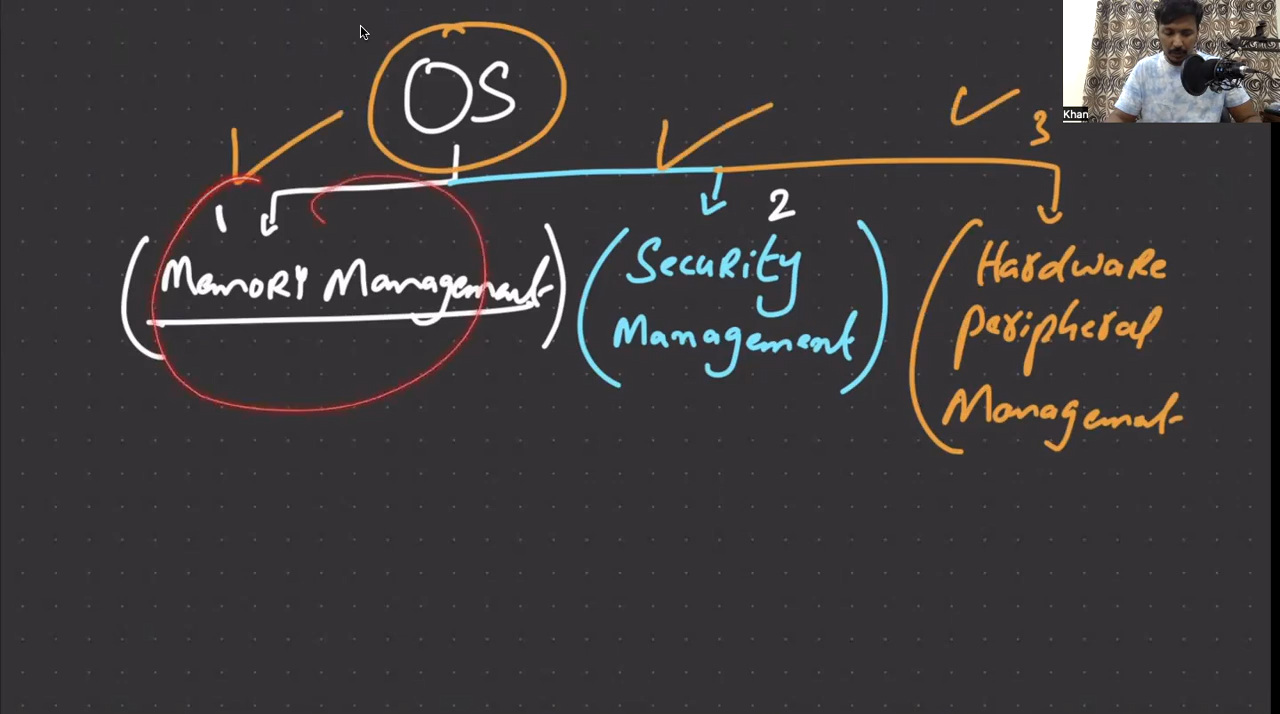 OS
Khan
3
1
2
(Memory Management)
(Security
Management)
(Hardware
Peripheral
Management)